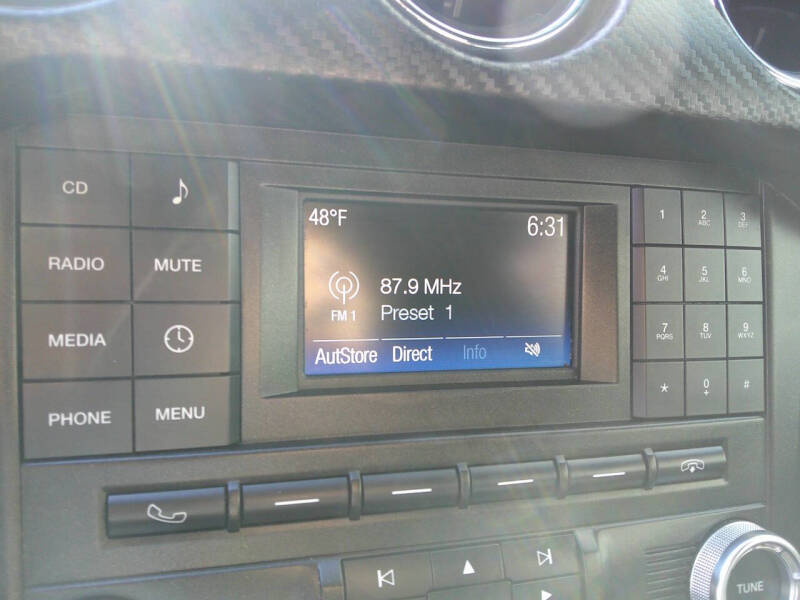 CD
RADIO MUTE
MEDIA
PHONE MENU
48°F 6:31
87.9 MHz
FM 1 Preset 1
AutStore Direct Info
1 2 ABC 3 DEF
4 GHI 5 JKL 6 MNO
7 PQRS 8 TUV 9 WXYZ
* 0 + #
TUNE